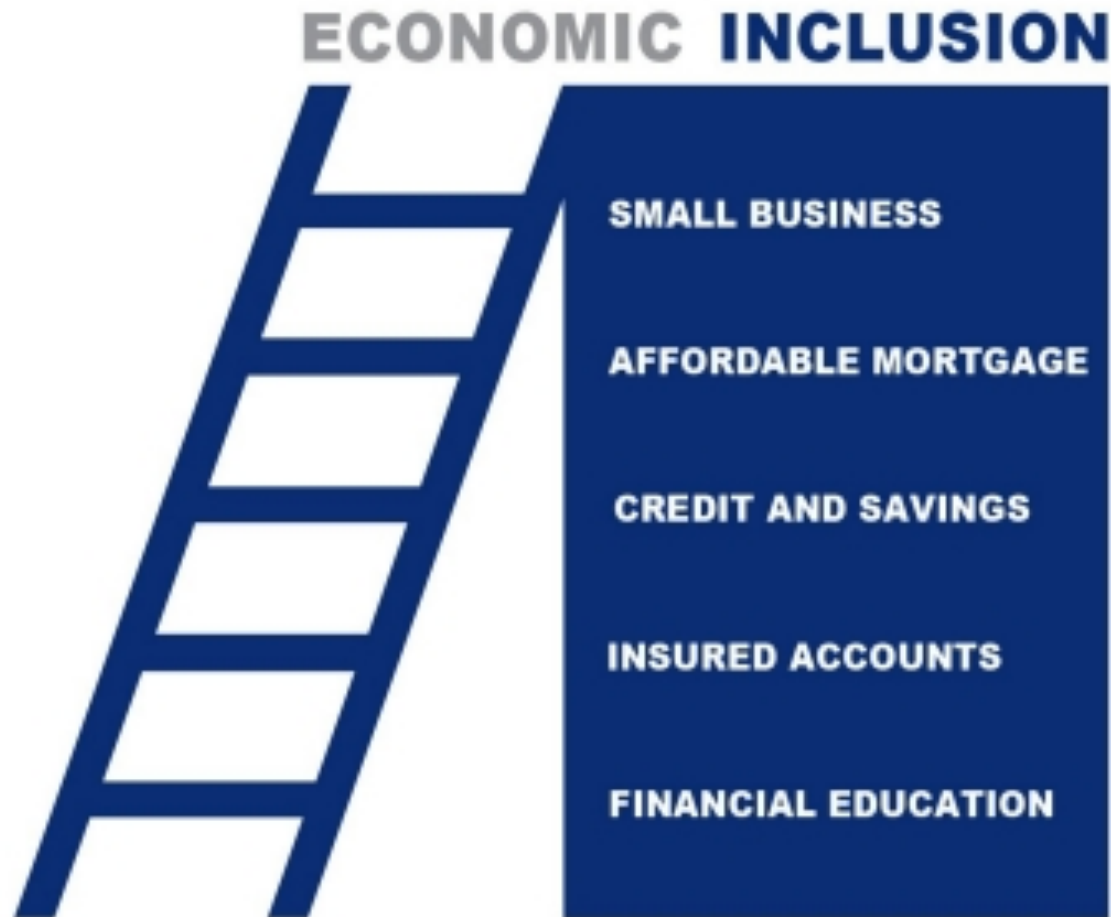 ECONOMIC INCLUSION
SMALL BUSINESS
AFFORDABLE MORTGAGE
CREDIT AND SAVINGS
INSURED ACCOUNTS
FINANCIAL EDUCATION